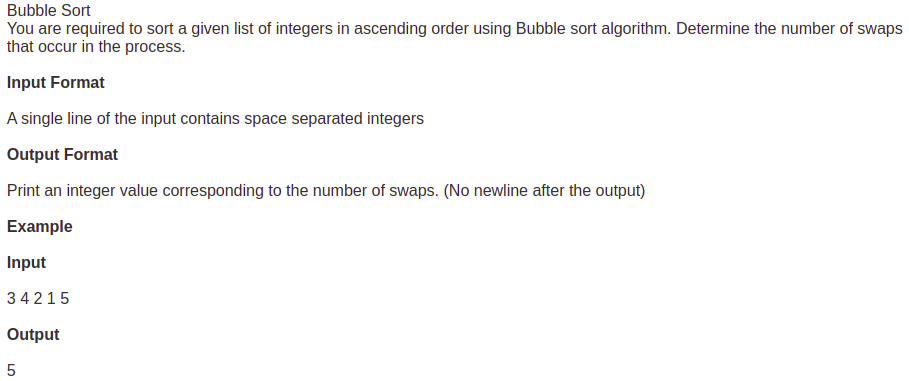 Bubble Sort
You are required to sort a given list of integers in ascending order using Bubble sort algorithm. Determine the number of swaps
that occur in the process.
Input Format
A single line of the input contains space separated integers
Output Format
Print an integer value corresponding to the number of swaps. (No newline after the output)
Example
Input
3 4 2 1 5
Output
5